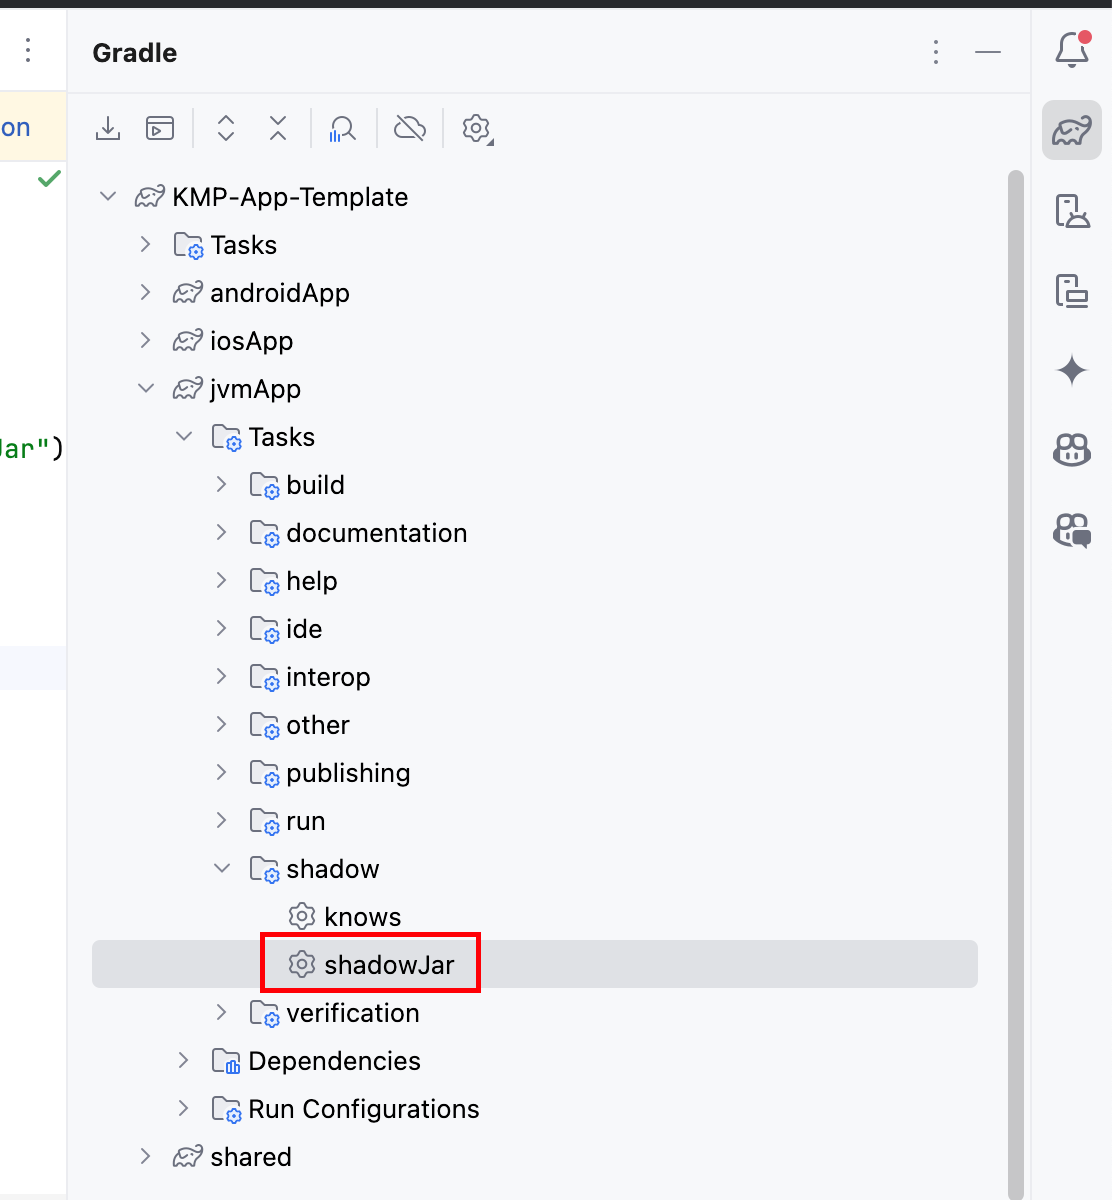 Gradle
on
KMP-App-Template
Tasks
androidApp
iosApp
jvmApp
Tasks
Jar")
build
documentation
help
ide
interop
other
publishing
run
shadow
knows
shadowJar
verification
Dependencies
Run Configurations
shared